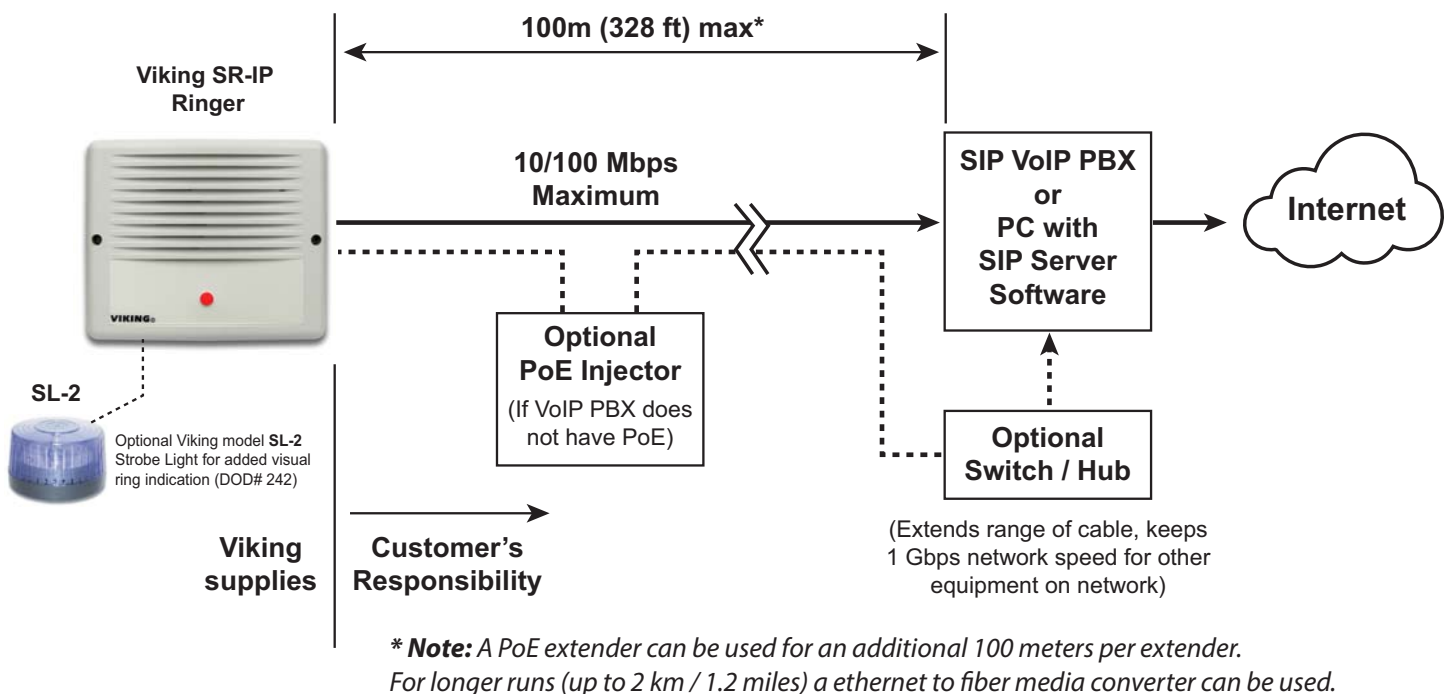 100m (328 ft) max*
Viking SR-IP
Ringer
10/100 Mbps
Maximum
SIP VoIP PBX
or
PC with
SIP Server
Software
Internet
VIKING®
Optional
PoE Injector
(If VoIP PBX does
not have PoE)
SL-2
Optional Viking model SL-2
Strobe Light for added visual
ring indication (DOD# 242)
Optional
Switch / Hub
(Extends range of cable, keeps
1 Gbps network speed for other
equipment on network)
Viking
supplies
Customer's
Responsibility
* Note: A PoE extender can be used for an additional 100 meters per extender.
For longer runs (up to 2 km / 1.2 miles) a ethernet to fiber media converter can be used.